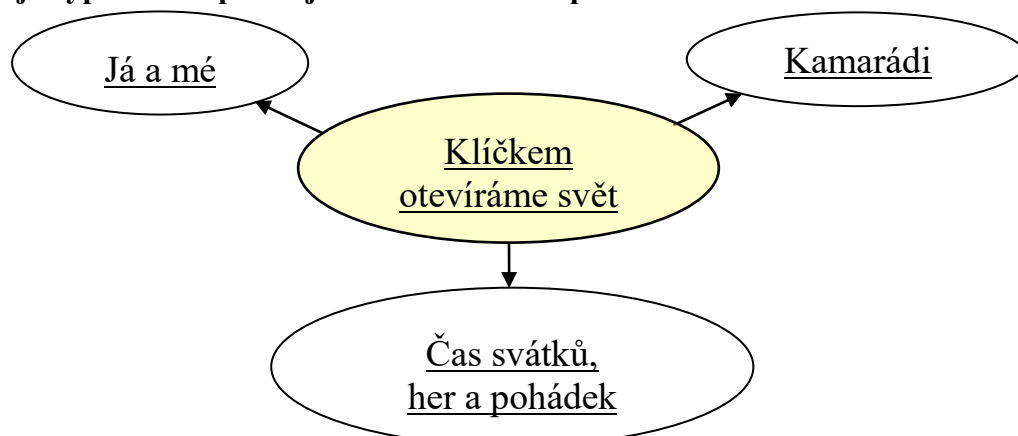 Já a mé
Kamarádi
Klíčkem
otevíráme svět
Čas svátků,
her a pohádek